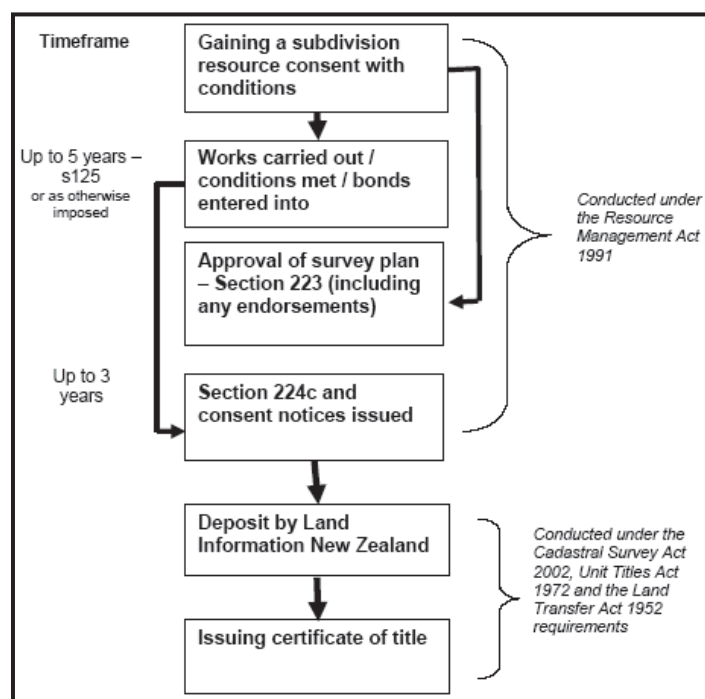 Timeframe
Gaining a subdivision
resource consent with
conditions
Up to 5 years –
s125
or as otherwise
imposed
Works carried out /
conditions met / bonds
entered into
Conducted under
the Resource
Management Act
1991
Approval of survey plan
– Section 223 (including
any endorsements)
Up to 3
years
Section 224c and
consent notices issued
Deposit by Land
Information New Zealand
Conducted under the
Cadastral Survey Act
2002, Unit Titles Act
1972 and the Land
Transfer Act 1952
requirements
Issuing certificate of title